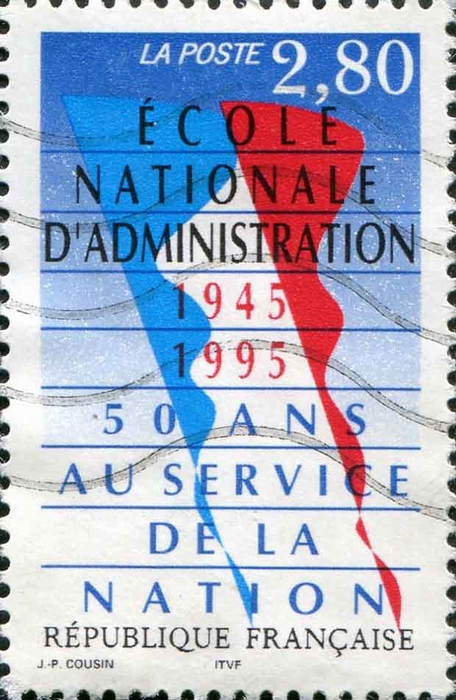 LA POSTE 2,80
ÉCOLE
NATIONALE
D'ADMINISTRATION
1945
1995
50 ANS
AU SERVICE
DE LA
NATION
RÉPUBLIQUE FRANÇAISE
J.-P. COUSIN ITVF